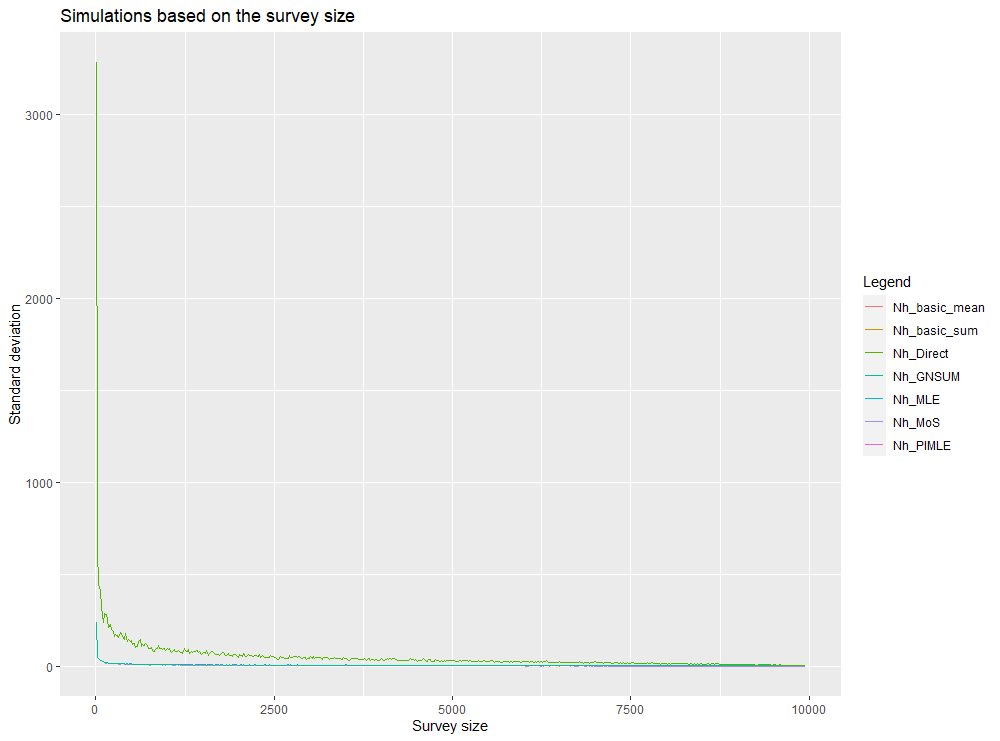 Simulations based on the survey size
3000
2000
1000
0
Standard deviation
0
2500
5000
7500
10000
Survey size
Legend
Nh_basic_mean
Nh_basic_sum
Nh_Direct
Nh_GNSUM
Nh_MLE
Nh_MoS
Nh_PIMLE